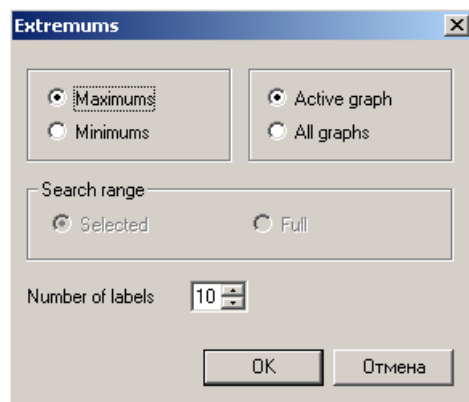 Extremums
Maximums
Minimums
Active graph
All graphs
Search range
Selected
Full
Number of labels
10
OK
Отмена